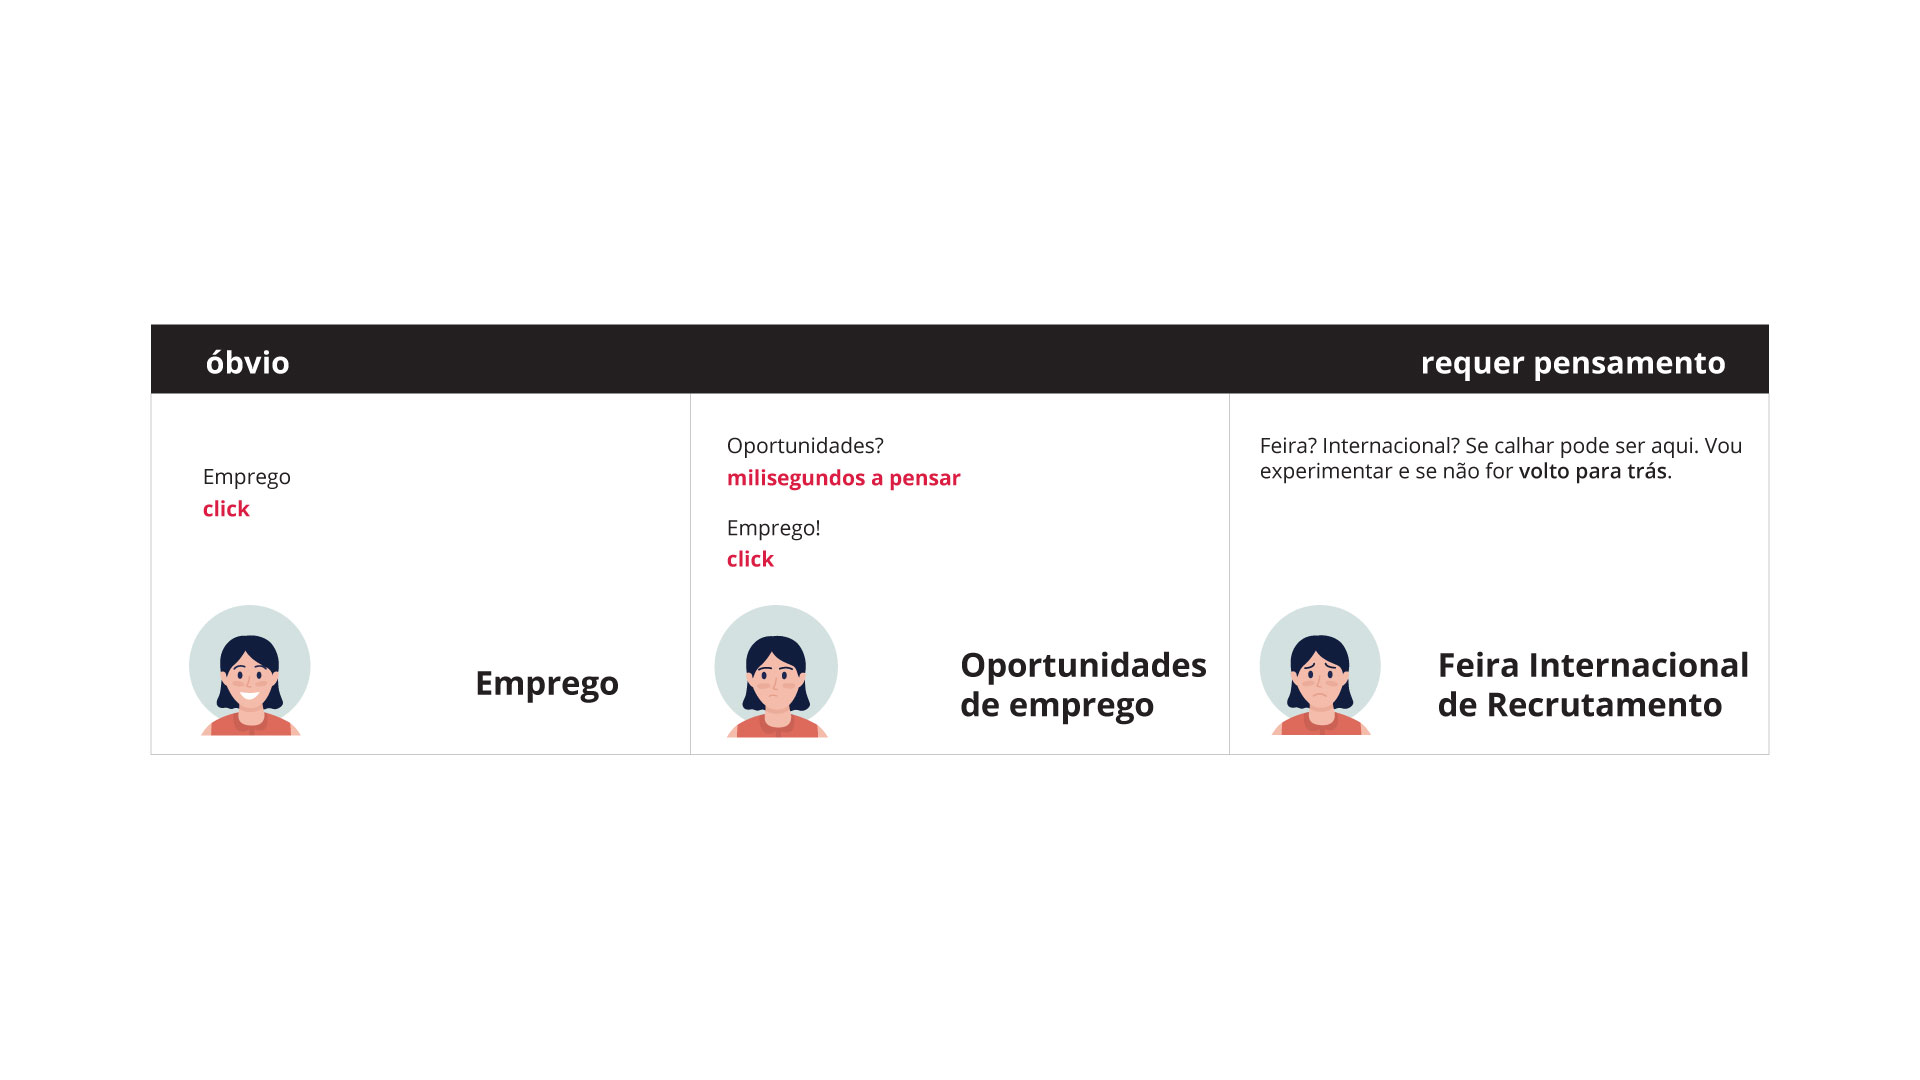 óbvio
requer pensamento
Emprego
click
Emprego
Oportunidades?
milisegundos a pensar
Emprego!
click
Oportunidades
de emprego
Feira? Internacional? Se calhar pode ser aqui. Vou
experimentar e se não for volto para trás.
Feira Internacional
de Recrutamento